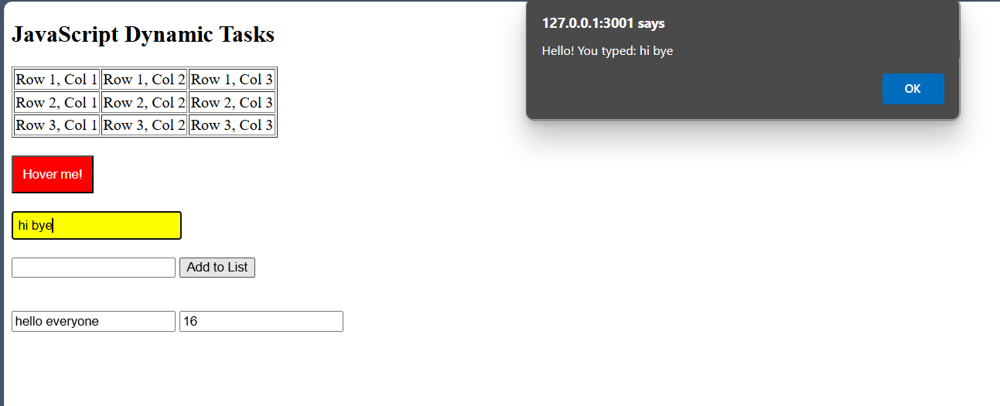 127.0.0.1:3001 says
Hello! You typed: hi bye
OK
JavaScript Dynamic Tasks
Row 1, Col 1 Row 1, Col 2 Row 1, Col 3
Row 2, Col 1 Row 2, Col 2 Row 2, Col 3
Row 3, Col 1 Row 3, Col 2 Row 3, Col 3
Hover me!
hi bye
Add to List
hello everyone 16